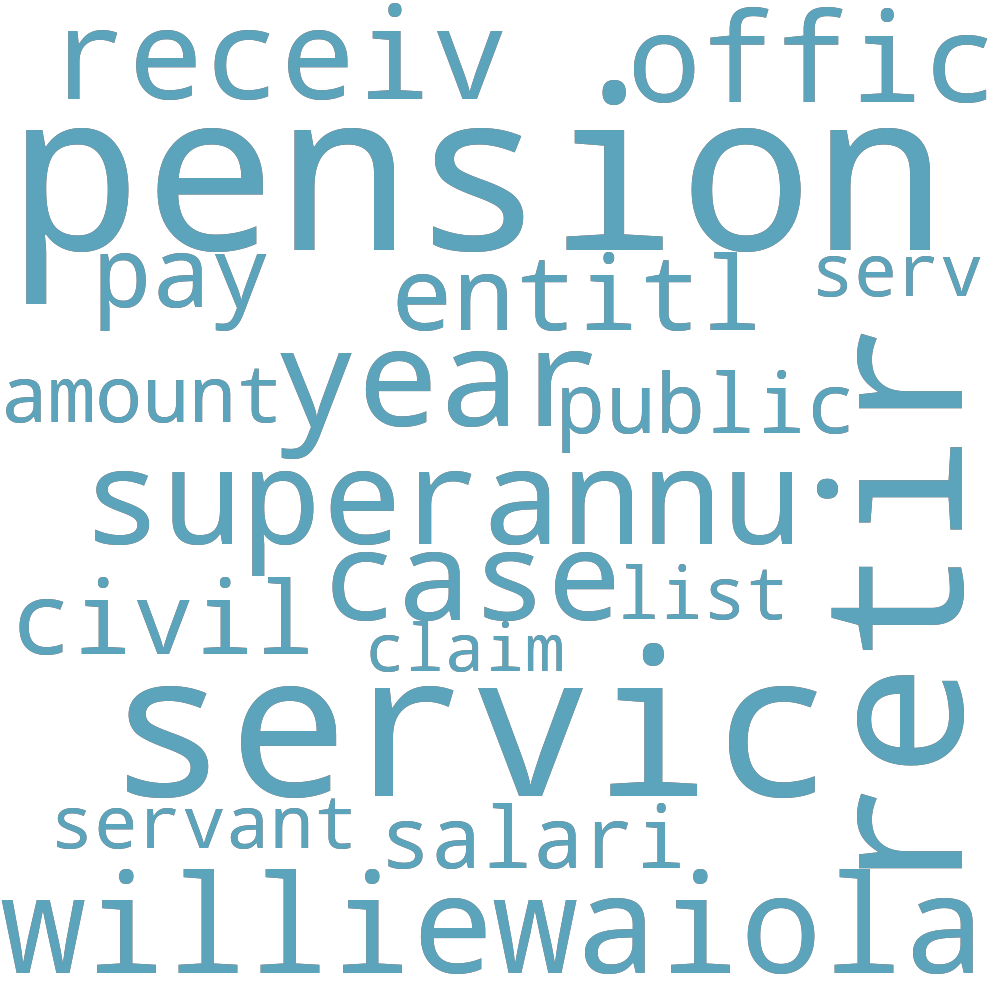 receiv offic
pension
pay entitl serv
amount year public
retir
superannu
civil case list
claim
servic
servant salari
williewaiola